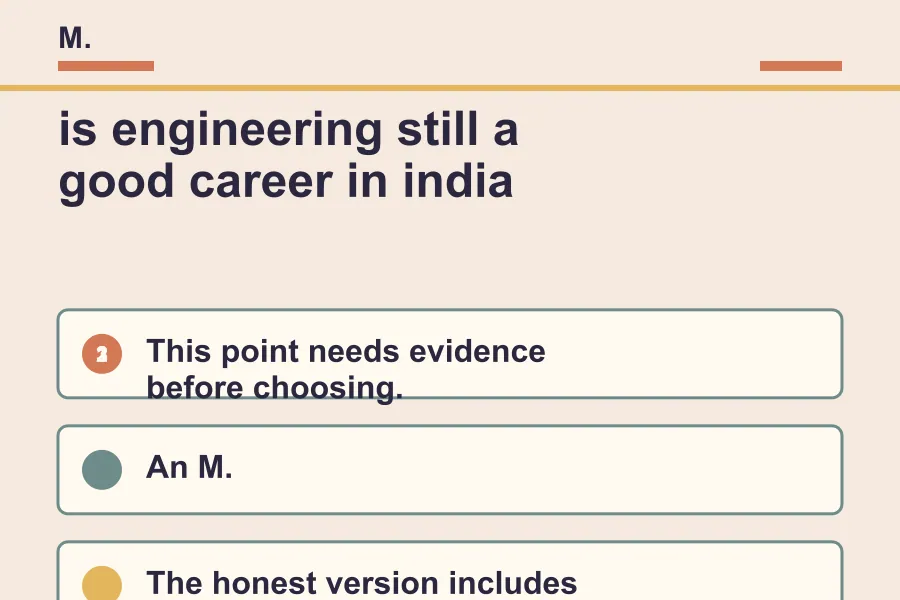 M.
is engineering still a
good career in india
This point needs evidence
before choosing.
An M.
The honest version includes